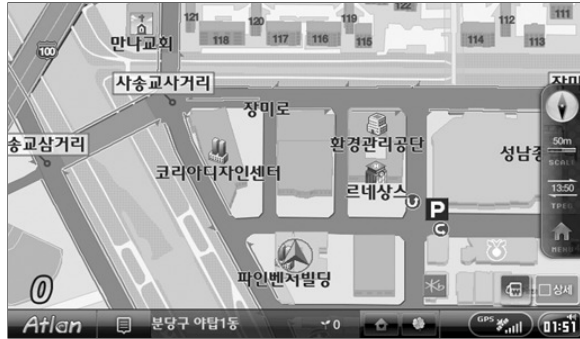 121
120
119
122
112
111
118
117
116
115
114
113
만나교회
100
사송교사거리
장미로
장미
송교삼거리
환경관리공단
50m
SCALE
코리아디자인센터
성남중
르네상스
13:50
TPEG
P
MENU
파인벤처빌딩
0
상세
Atlan
분당구 야탑1동
0
GPS
01:51